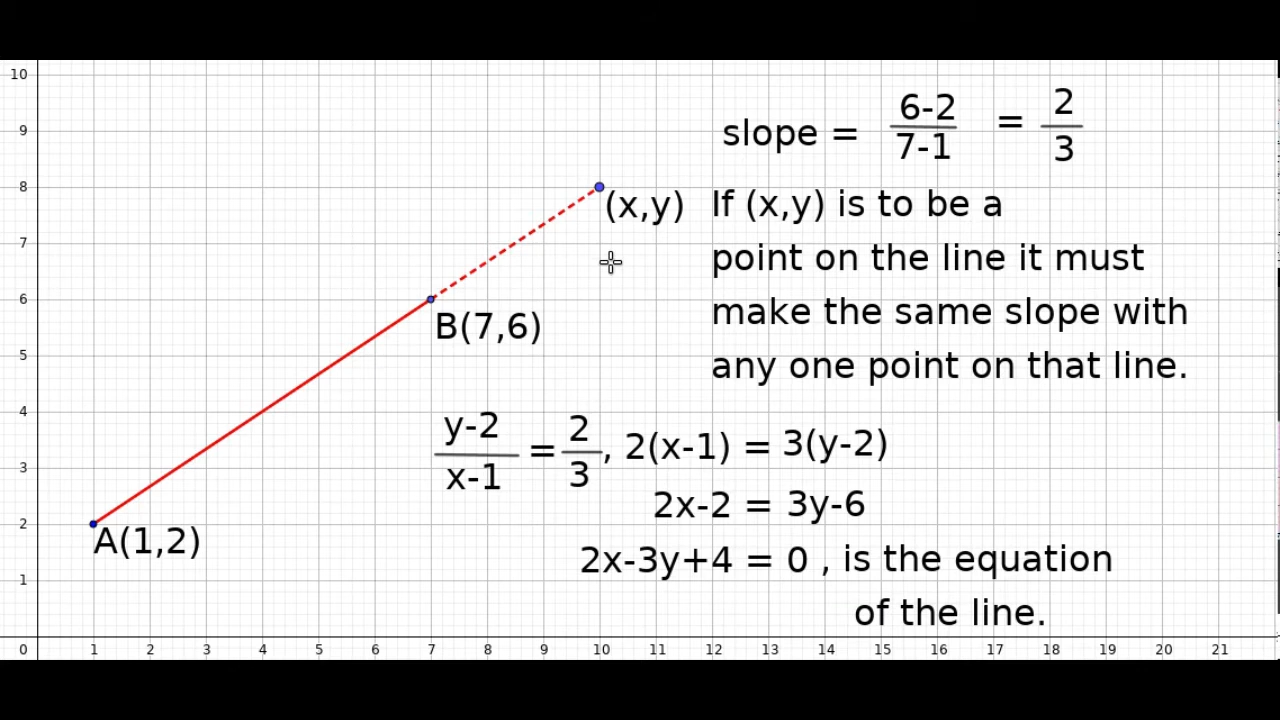 10
9
8
7
6
5
4
3
2
1
0 1 2 3 4 5 6 7 8 9 10 11 12 13 14 15 16 17 18 19 20 21
slope = 6-2 / 7-1 = 2 / 3
(x,y)
If (x,y) is to be a
point on the line it must
make the same slope with
any one point on that line.
B(7,6)
A(1,2)
y-2 / x-1 = 2 / 3 , 2(x-1) = 3(y-2)
2x-2 = 3y-6
2x-3y+4 = 0 , is the equation
of the line.